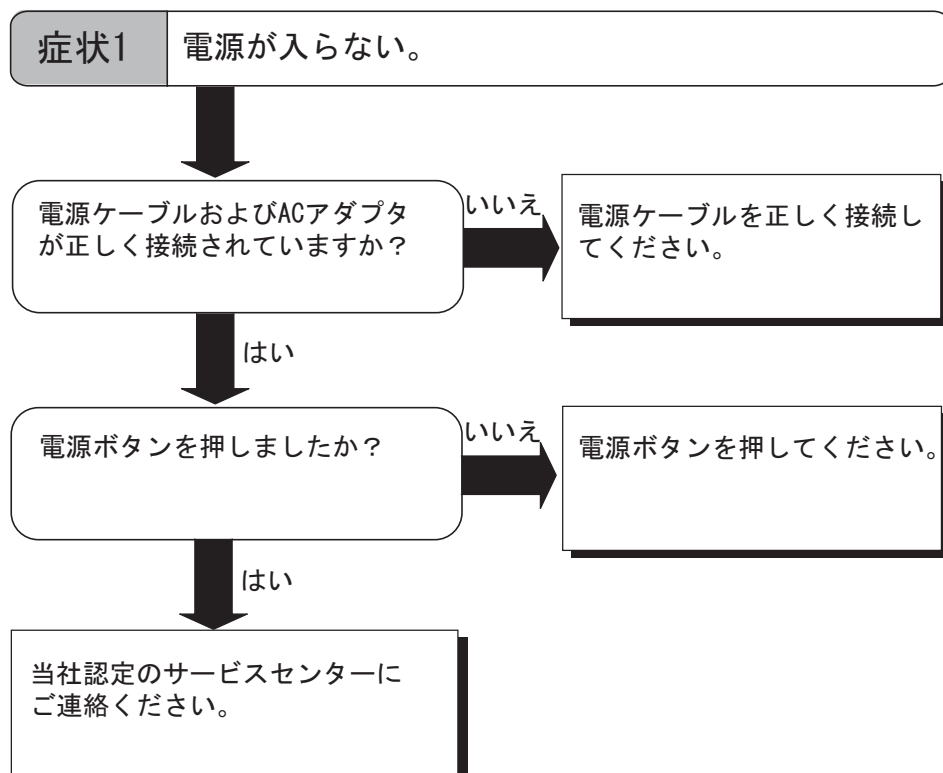 症状1 電源が入らない。
電源ケーブルおよびACアダプタ
が正しく接続されていますか？
いいえ
電源ケーブルを正しく接続し
てください。
はい
電源ボタンを押しましたか？
いいえ
電源ボタンを押してください。
はい
当社認定のサービスセンターに
ご連絡ください。